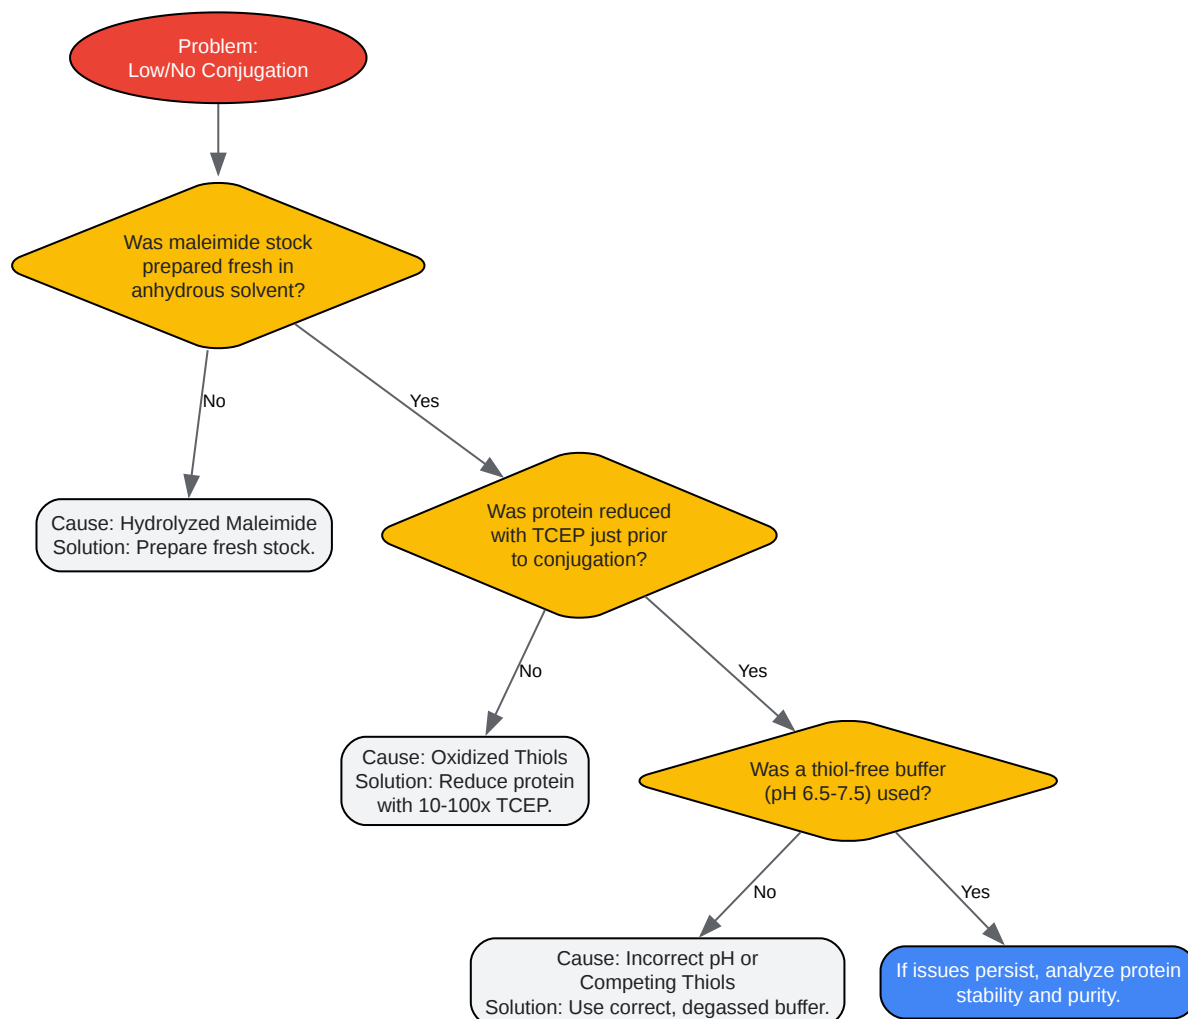 Problem:
Low/No Conjugation
Was maleimide stock
prepared fresh in
anhydrous solvent?
No
Yes
Cause: Hydrolyzed Maleimide
Solution: Prepare fresh stock.
Was protein reduced
with TCEP just prior
to conjugation?
No
Yes
Cause: Oxidized Thiols
Solution: Reduce protein
with 10-100x TCEP.
Was a thiol-free buffer
(pH 6.5-7.5) used?
No
Yes
Cause: Incorrect pH or
Competing Thiols
Solution: Use correct, degassed buffer.
If issues persist, analyze protein
stability and purity.